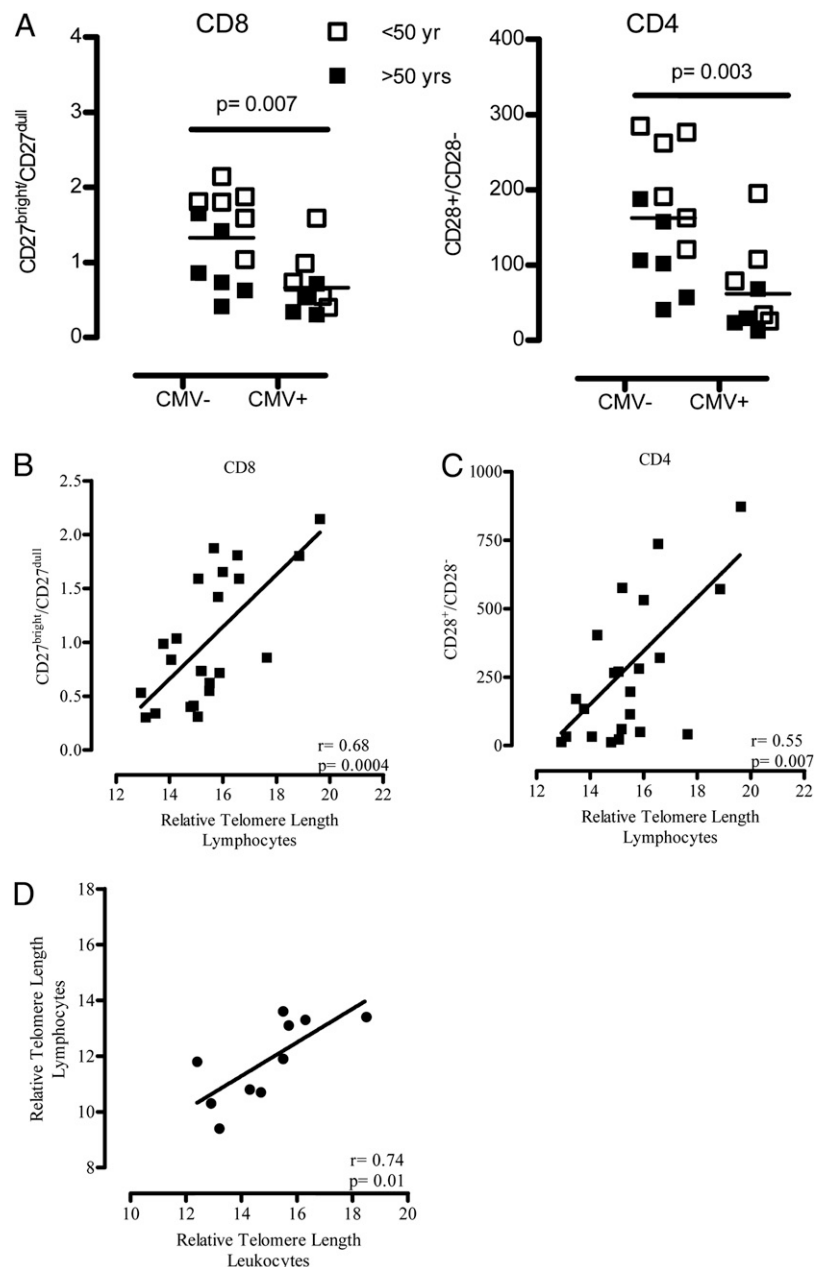 A
CD8
<50 yr
>50 yrs
p= 0.007
CD27bright/CD27dull
4
3
2
1
0
CMV-
CMV+
CD4
p= 0.003
CD28+/CD28-
400
300
200
100
0
CMV-
CMV+
B
CD8
CD27bright/CD27dull
2.5
2.0
1.5
1.0
0.5
0.0
r= 0.68
p= 0.0004
12 14 16 18 20 22
Relative Telomere Length
Lymphocytes
C
CD4
CD28+/CD28-
1000
750
500
250
0
r= 0.55
p= 0.007
12 14 16 18 20 22
Relative Telomere Length
Lymphocytes
D
Relative Telomere Length
Lymphocytes
18
16
14
12
10
8
r= 0.74
p= 0.01
10 12 14 16 18 20
Relative Telomere Length
Leukocytes